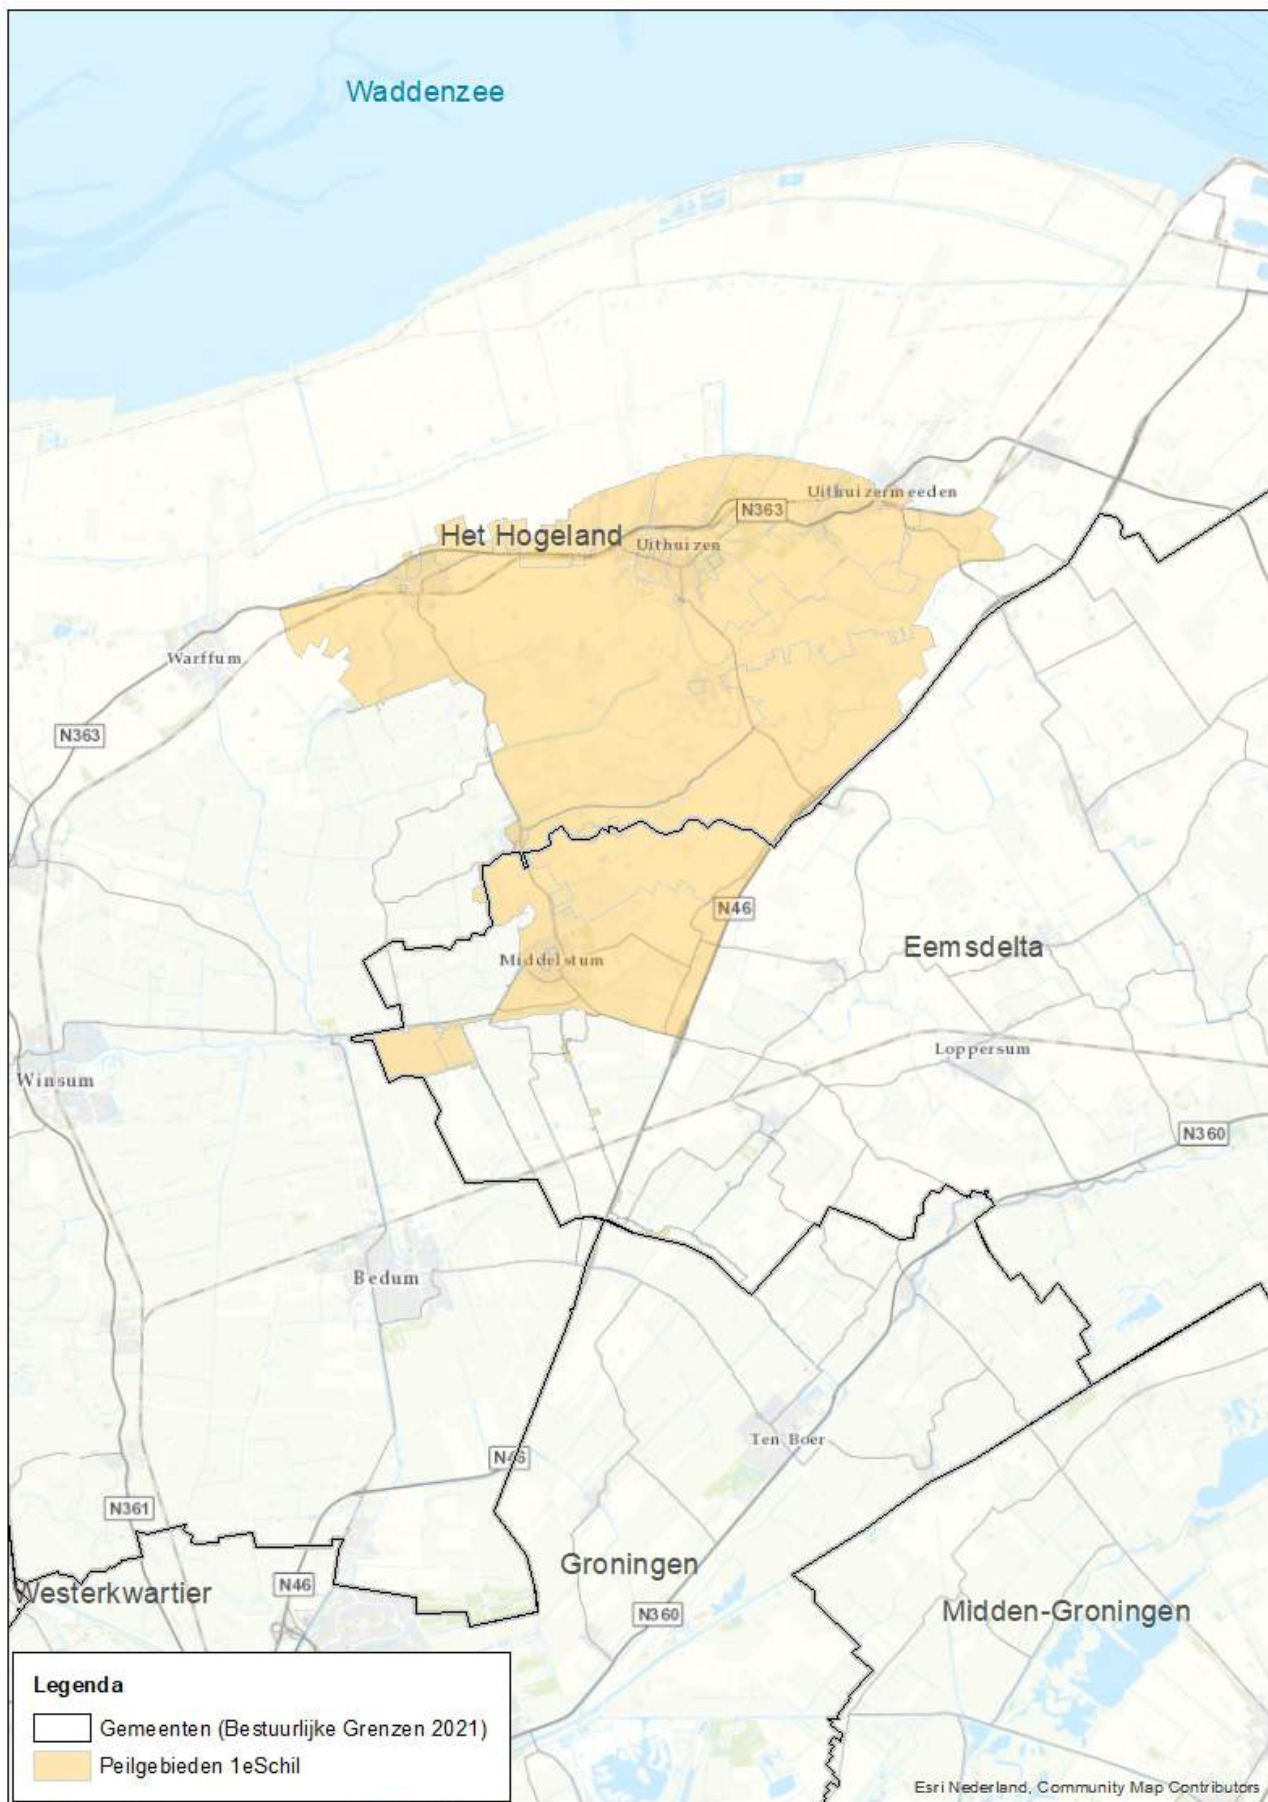 Waddenzee
Uithuizermeeden
N363
Het Hogeland
Uithuizen
Warffum
N363
N46
Eemsdelta
Middelstum
Loppersum
Winsum
N360
Bedum
Ten Boer
N46
N361
Groningen
Westerkwartier
N46
N360
Midden-Groningen
Legenda
Gemeenten (Bestuurlijke Grenzen 2021)
Peilgebieden 1eSchil
Esri Nederland, Community Map Contributors